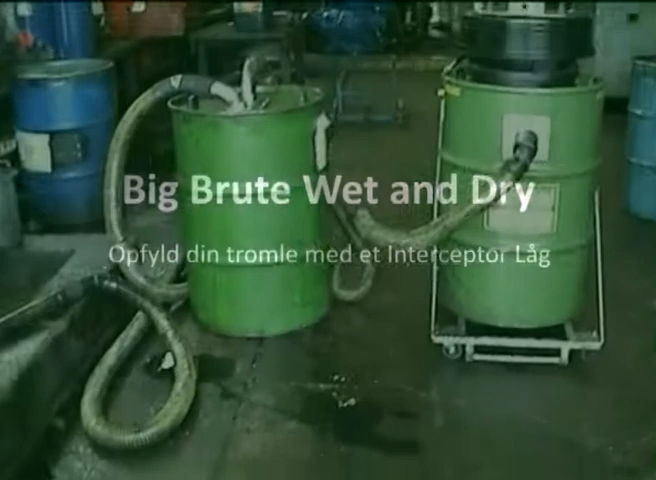 Big Brute Wet and Dry
Opfyld din tromle med et Interceptor Låg